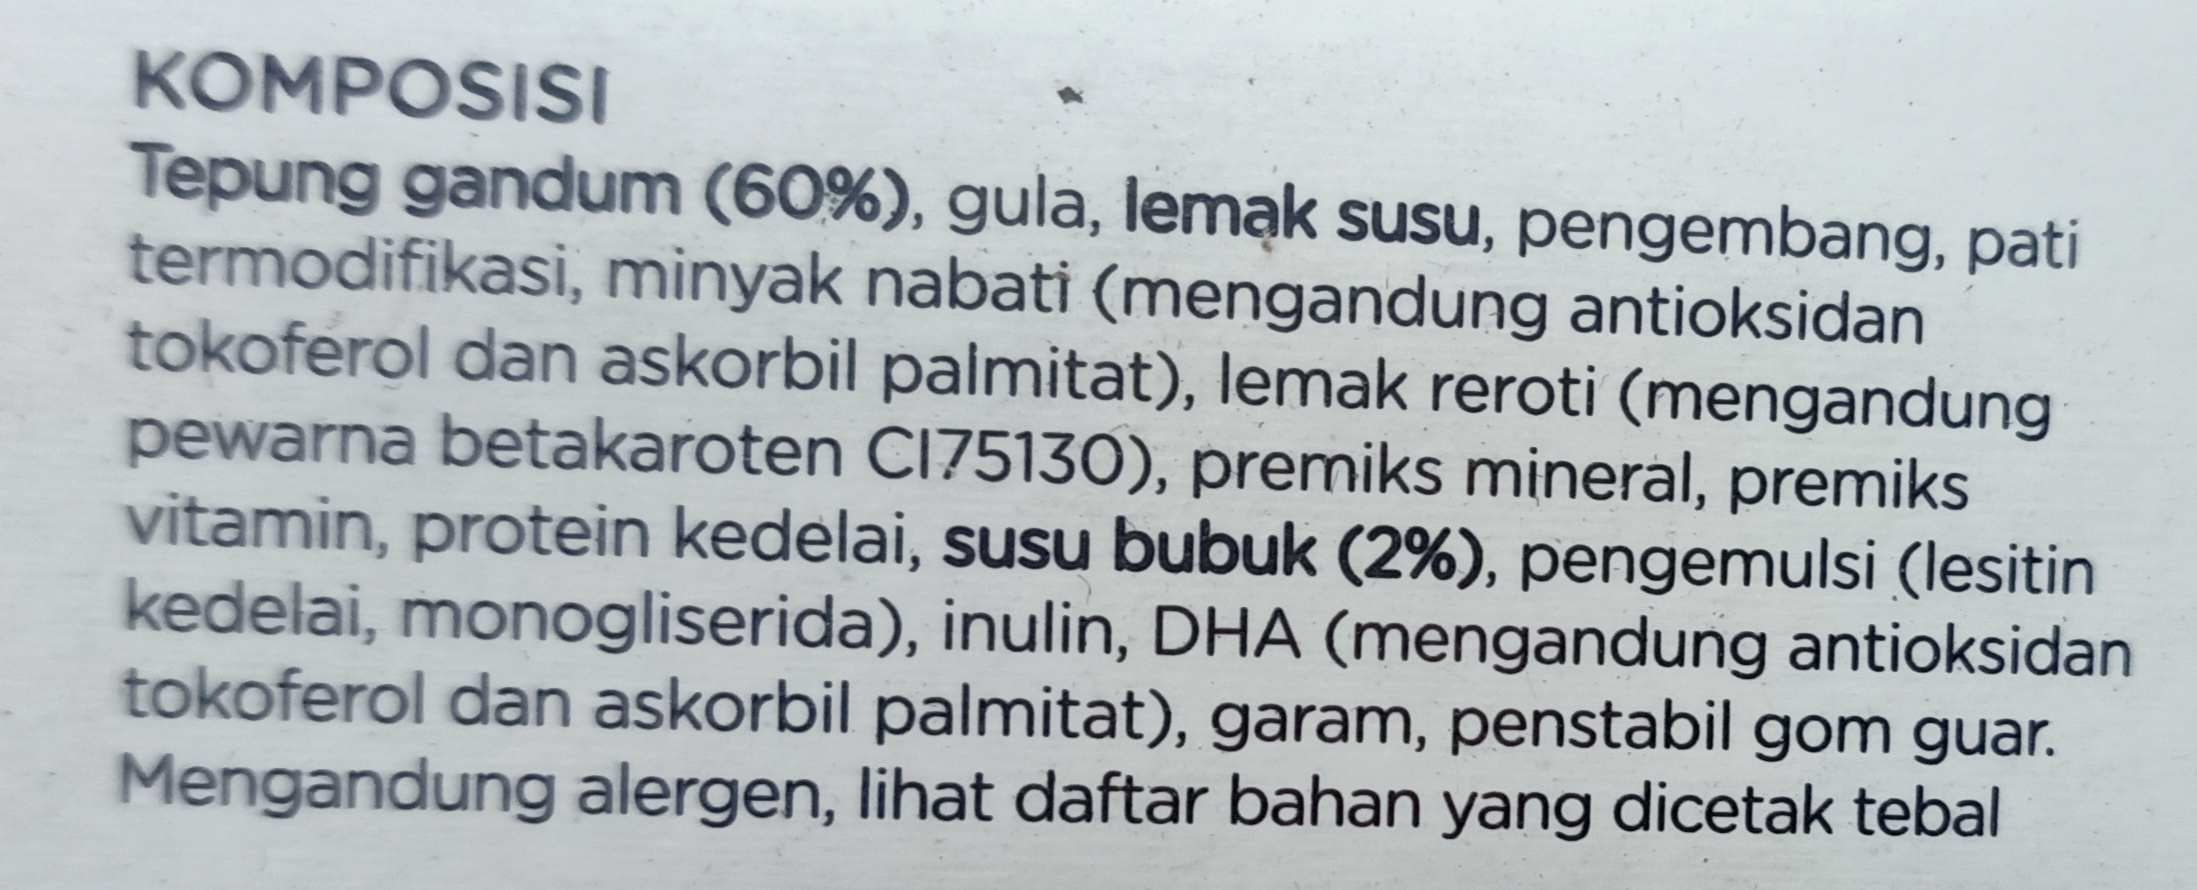 KOMPOSISI
Tepung gandum (60%), gula, lemak susu, pengembang, pati
termodifikasi, minyak nabati (mengandung antioksidan
tokoferol dan askorbil palmitat), lemak reroti (mengandung
pewarna betakaroten CI75130), premiks mineral, premiks
vitamin, protein kedelai, susu bubuk (2%), pengemulsi (lesitin
kedelai, monogliserida), inulin, DHA (mengandung antioksidan
tokoferol dan askorbil palmitat), garam, penstabil gom guar.
Mengandung alergen, lihat daftar bahan yang dicetak tebal